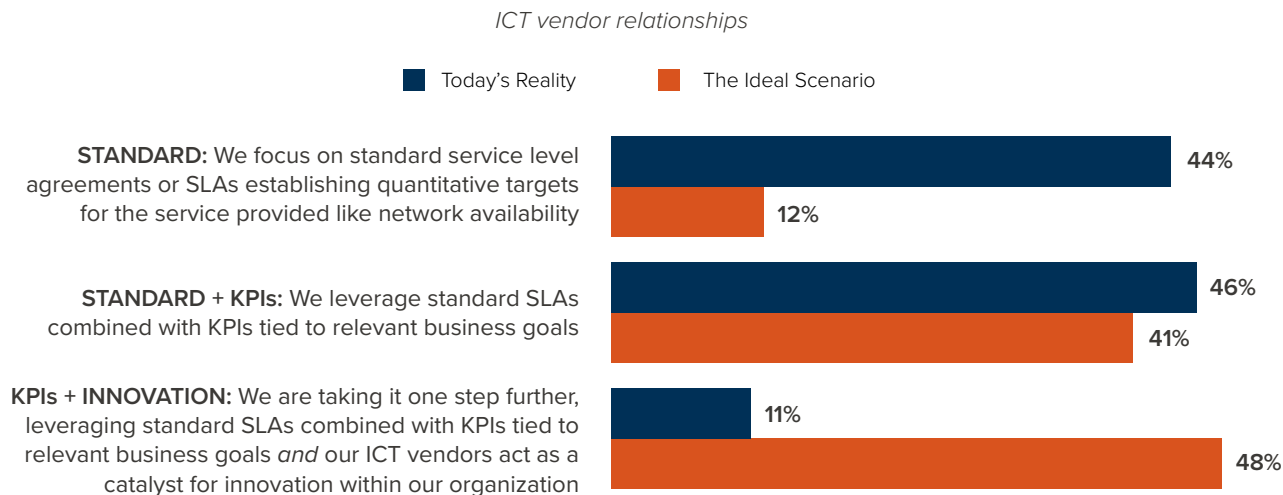 ICT vendor relationships
Today's Reality
The Ideal Scenario
STANDARD: We focus on standard service level
agreements or SLAs establishing quantitative targets
for the service provided like network availability
44%
12%
STANDARD + KPIs: We leverage standard SLAs
combined with KPIs tied to relevant business goals
46%
41%
KPIs + INNOVATION: We are taking it one step further,
leveraging standard SLAs combined with KPIs tied to
relevant business goals and our ICT vendors act as a
catalyst for innovation within our organization
11%
48%